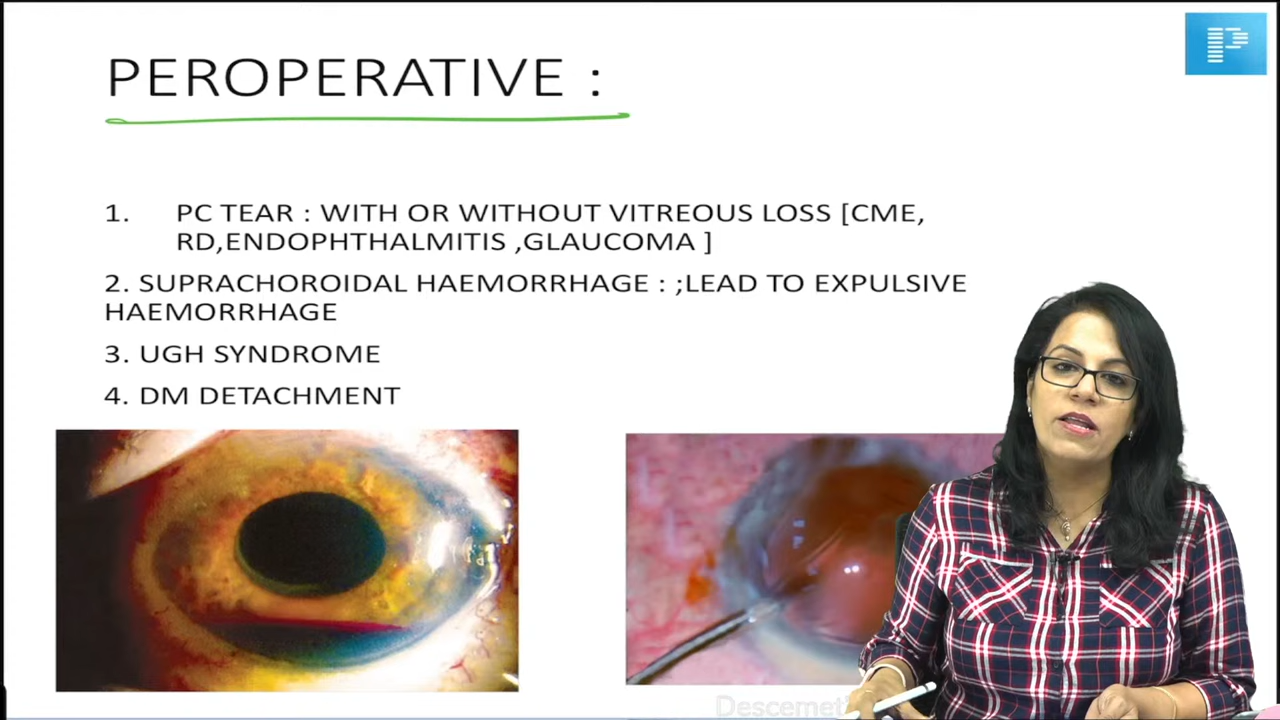 PEROPERATIVE :
1. PC TEAR : WITH OR WITHOUT VITREOUS LOSS [CME,
RD,ENDOPHTHALMITIS ,GLAUCOMA ]
2. SUPRACHOROIDAL HAEMORRHAGE : ;LEAD TO EXPULSIVE
HAEMORRHAGE
3. UGH SYNDROME
4. DM DETACHMENT